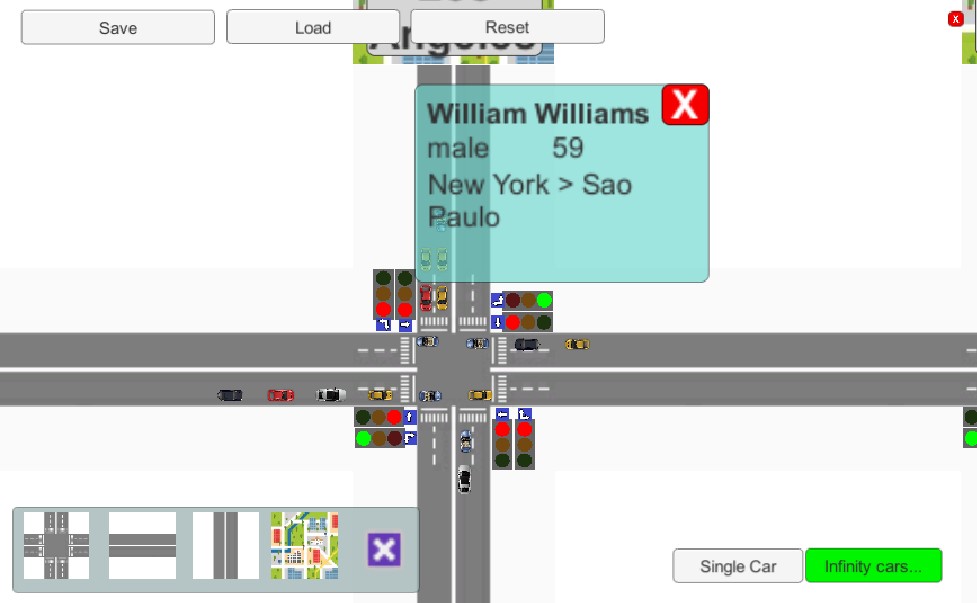 Save
Load
Reset
X
Angeles
William Williams
X
male 59
New York > Sao
Paulo
X
Single Car
Infinity cars...